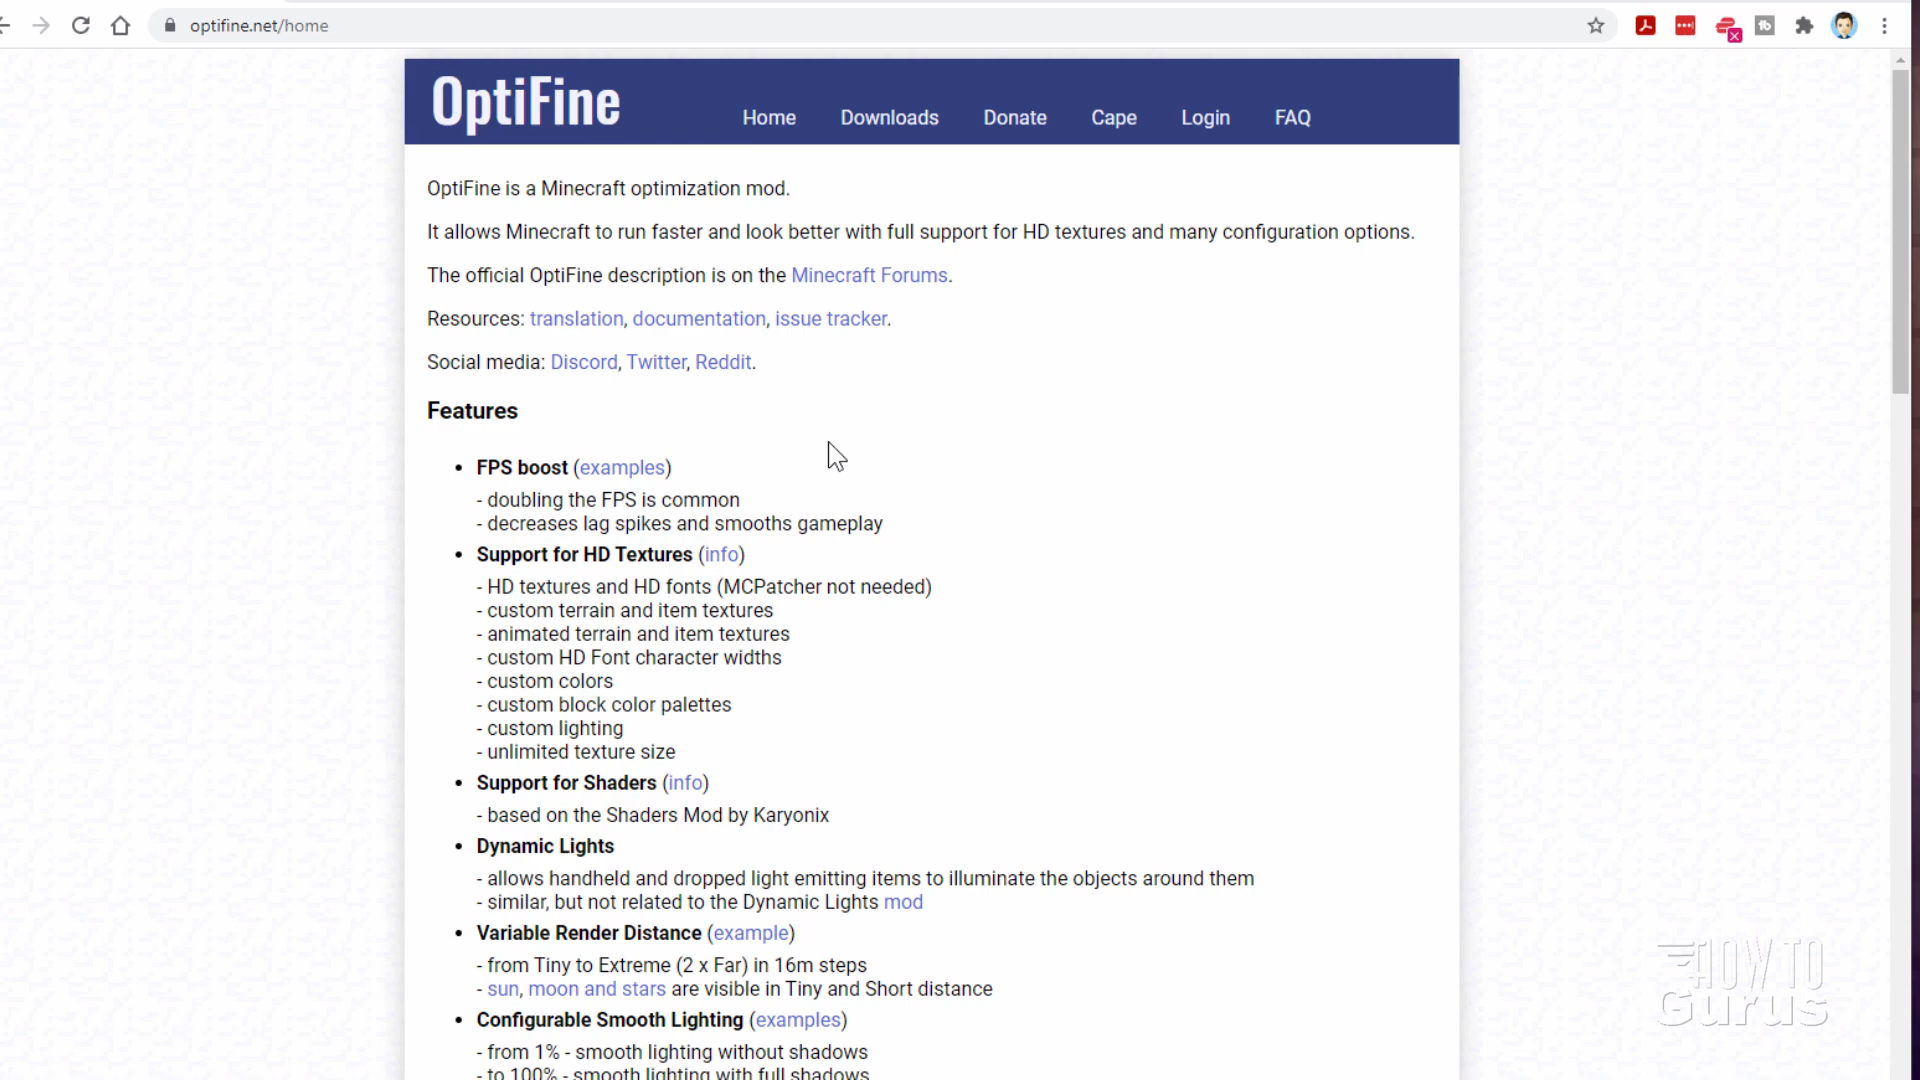 optifine.net/home
OptiFine
Home Downloads Donate Cape Login FAQ
OptiFine is a Minecraft optimization mod.
It allows Minecraft to run faster and look better with full support for HD textures and many configuration options.
The official OptiFine description is on the Minecraft Forums.
Resources: translation, documentation, issue tracker.
Social media: Discord, Twitter, Reddit.
Features
• FPS boost (examples)
- doubling the FPS is common
- decreases lag spikes and smooths gameplay
• Support for HD Textures (info)
- HD textures and HD fonts (MCPatcher not needed)
- custom terrain and item textures
- animated terrain and item textures
- custom HD Font character widths
- custom colors
- custom block color palettes
- custom lighting
- unlimited texture size
• Support for Shaders (info)
- based on the Shaders Mod by Karyonix
• Dynamic Lights
- allows handheld and dropped light emitting items to illuminate the objects around them
- similar, but not related to the Dynamic Lights mod
• Variable Render Distance (example)
- from Tiny to Extreme (2 x Far) in 16m steps
- sun, moon and stars are visible in Tiny and Short distance
• Configurable Smooth Lighting (examples)
- from 1% - smooth lighting without shadows
- to 100% - smooth lighting with full shadows
HOW TO
Gurus